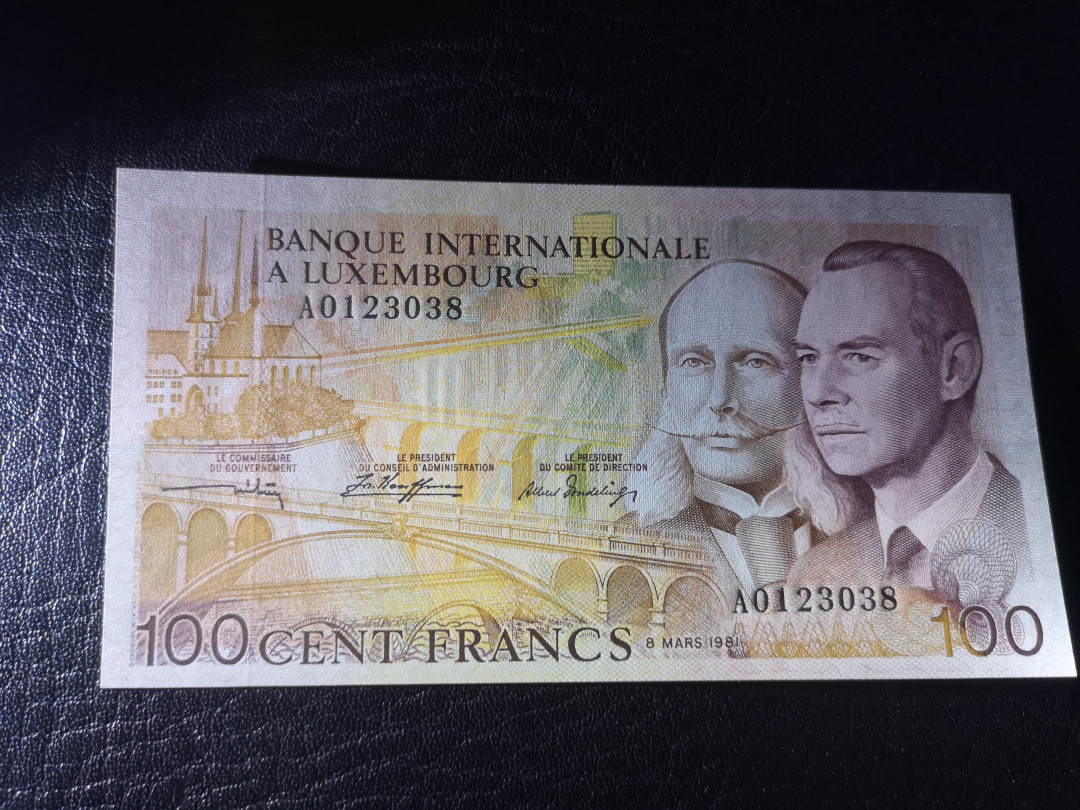 BANQUE INTERNATIONALE
A LUXEMBOURG
A0123038
LE COMMISSAIRE
DU GOUVERNEMENT
LE PRESIDENT
DU CONSEIL D'ADMINISTRATION
LE PRESIDENT
DU COMITE DE DIRECTION
A0123038
100 CENT FRANCS 8 MARS 1981 100